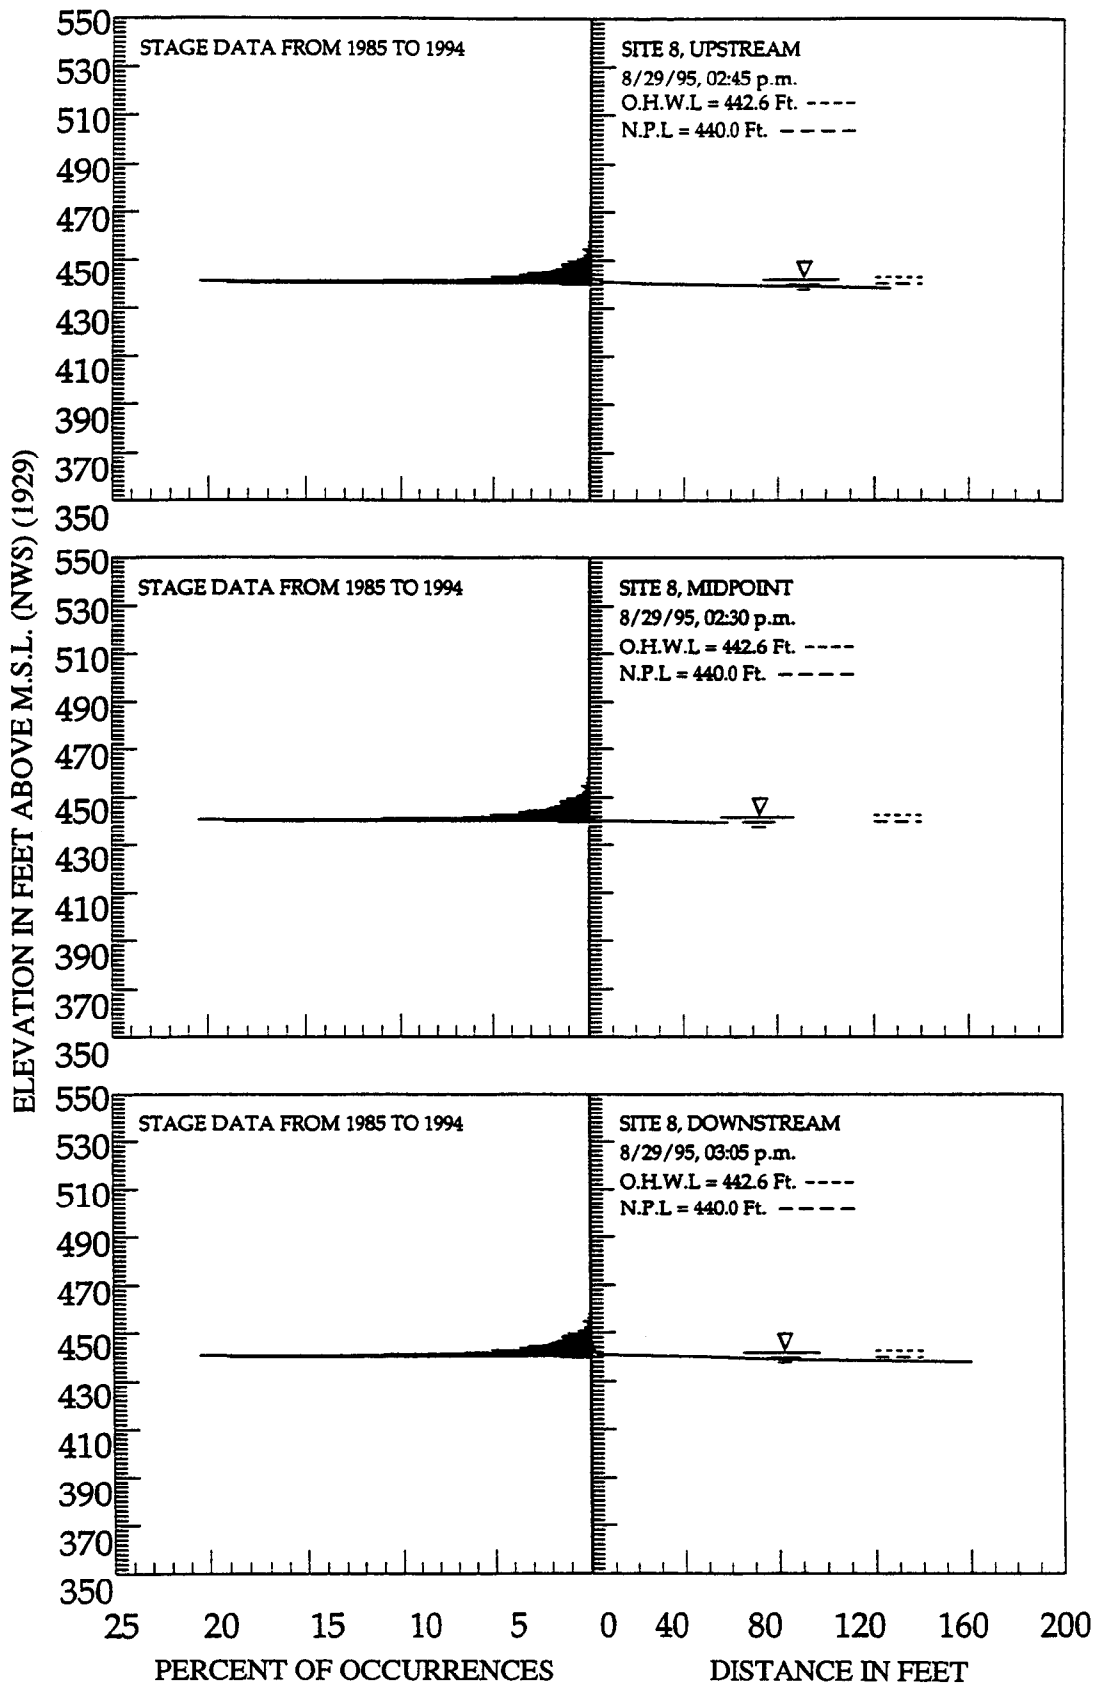 ELEVATION IN FEET ABOVE M.S.L. (NWS) (1929)
550
530
510
490
470
450
430
410
390
370
350
STAGE DATA FROM 1985 TO 1994
SITE 8, UPSTREAM
8/29/95, 02:45 p.m.
O.H.W.L = 442.6 Ft. ----
N.P.L = 440.0 Ft. – – – – –
550
530
510
490
470
450
430
410
390
370
350
STAGE DATA FROM 1985 TO 1994
SITE 8, MIDPOINT
8/29/95, 02:30 p.m.
O.H.W.L = 442.6 Ft. ----
N.P.L = 440.0 Ft. – – – – –
550
530
510
490
470
450
430
410
390
370
350
STAGE DATA FROM 1985 TO 1994
SITE 8, DOWNSTREAM
8/29/95, 03:05 p.m.
O.H.W.L = 442.6 Ft. ----
N.P.L = 440.0 Ft. – – – – –
25 20 15 10 5 0 40 80 120 160 200
PERCENT OF OCCURRENCES
DISTANCE IN FEET